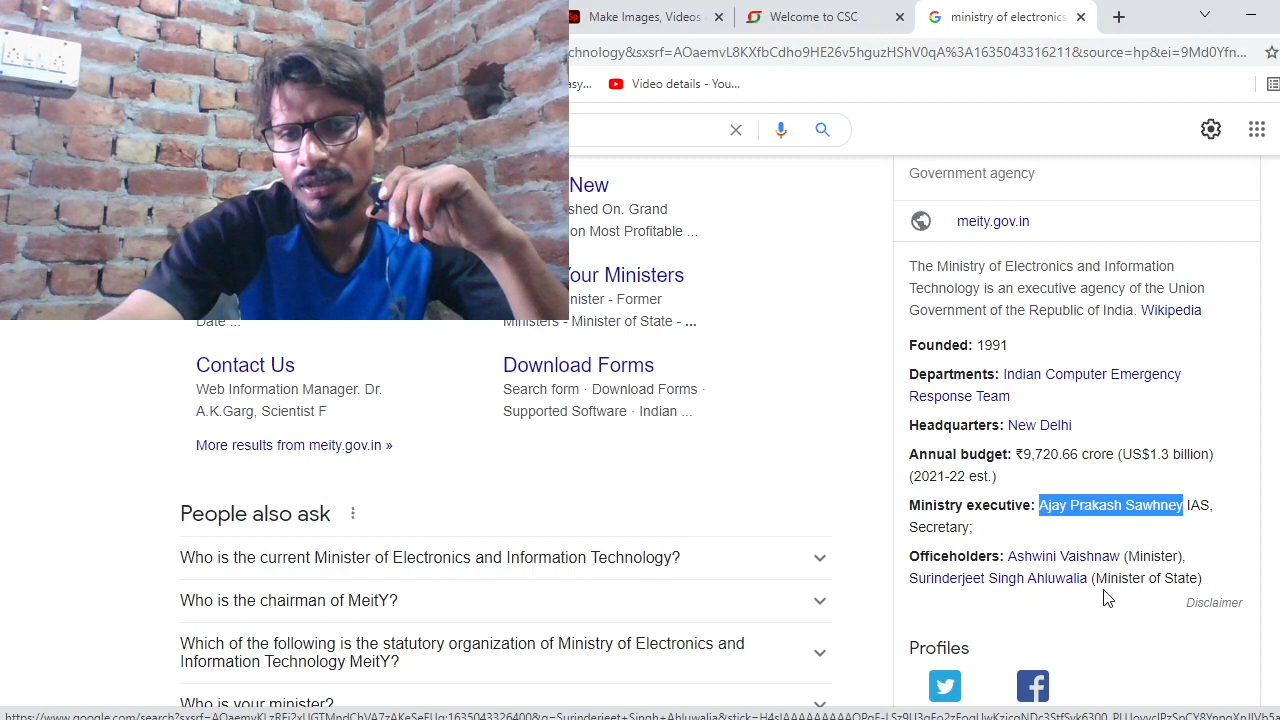 Make Images, Videos
Welcome to CSC
ministry of electronics
chnology&sxsrf=AOaemvL8KXfbCdho9HE26v5hguzHShV0qA%3A1635043316211&source=hp&ei=9Md0Yfn...
asy...
Video details - You...
New
shed On. Grand
on Most Profitable ...
Our Ministers
nister - Former
Date ...
Ministers - Minister of State - ...
Contact Us
Web Information Manager. Dr.
A.K.Garg, Scientist F
Download Forms
Search form · Download Forms ·
Supported Software · Indian ...
More results from meity.gov.in »
People also ask
Who is the current Minister of Electronics and Information Technology?
Who is the chairman of MeitY?
Which of the following is the statutory organization of Ministry of Electronics and
Information Technology MeitY?
Who is your minister?
Government agency
meity.gov.in
The Ministry of Electronics and Information
Technology is an executive agency of the Union
Government of the Republic of India. Wikipedia
Founded: 1991
Departments: Indian Computer Emergency
Response Team
Headquarters: New Delhi
Annual budget: ₹9,720.66 crore (US$1.3 billion)
(2021-22 est.)
Ministry executive: Ajay Prakash Sawhney IAS,
Secretary;
Officeholders: Ashwini Vaishnaw (Minister),
Surinderjeet Singh Ahluwalia (Minister of State)
Disclaimer
Profiles